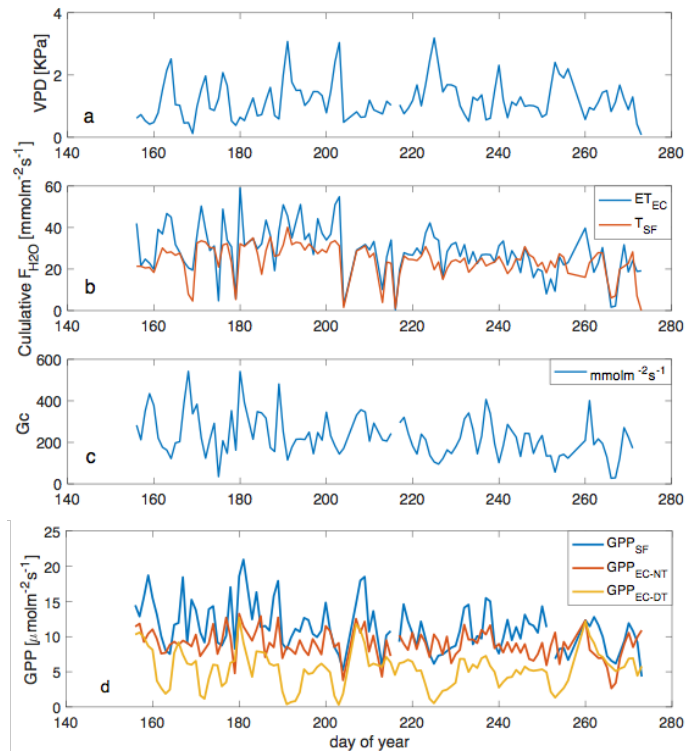 4
2
0
VPD [KPa]
a
140 160 180 200 220 240 260 280
60
40
20
0
Cululative F_H2O [mmolm-2s-1]
ET_EC
T_SF
b
140 160 180 200 220 240 260 280
600
400
200
0
Gc
mmolm-2s-1
c
140 160 180 200 220 240 260 280
25
20
15
10
5
0
GPP [μmolm-2s-1]
GPP_SF
GPP_EC-NT
GPP_EC-DT
d
140 160 180 200 220 240 260 280
day of year